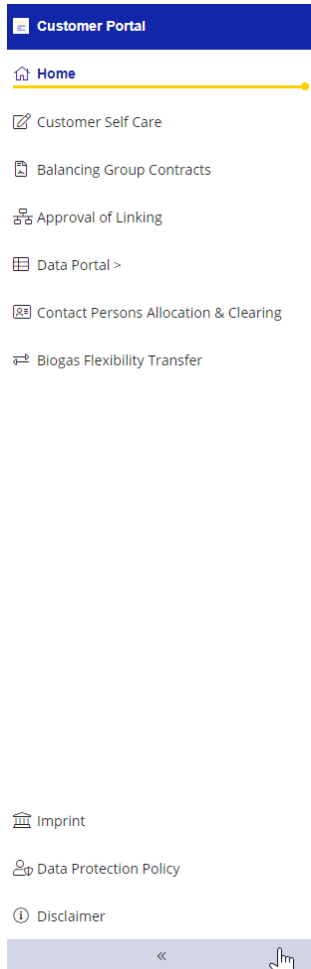 Customer Portal
Home
Customer Self Care
Balancing Group Contracts
Approval of Linking
Data Portal >
Contact Persons Allocation & Clearing
Biogas Flexibility Transfer
Imprint
Data Protection Policy
Disclaimer
«